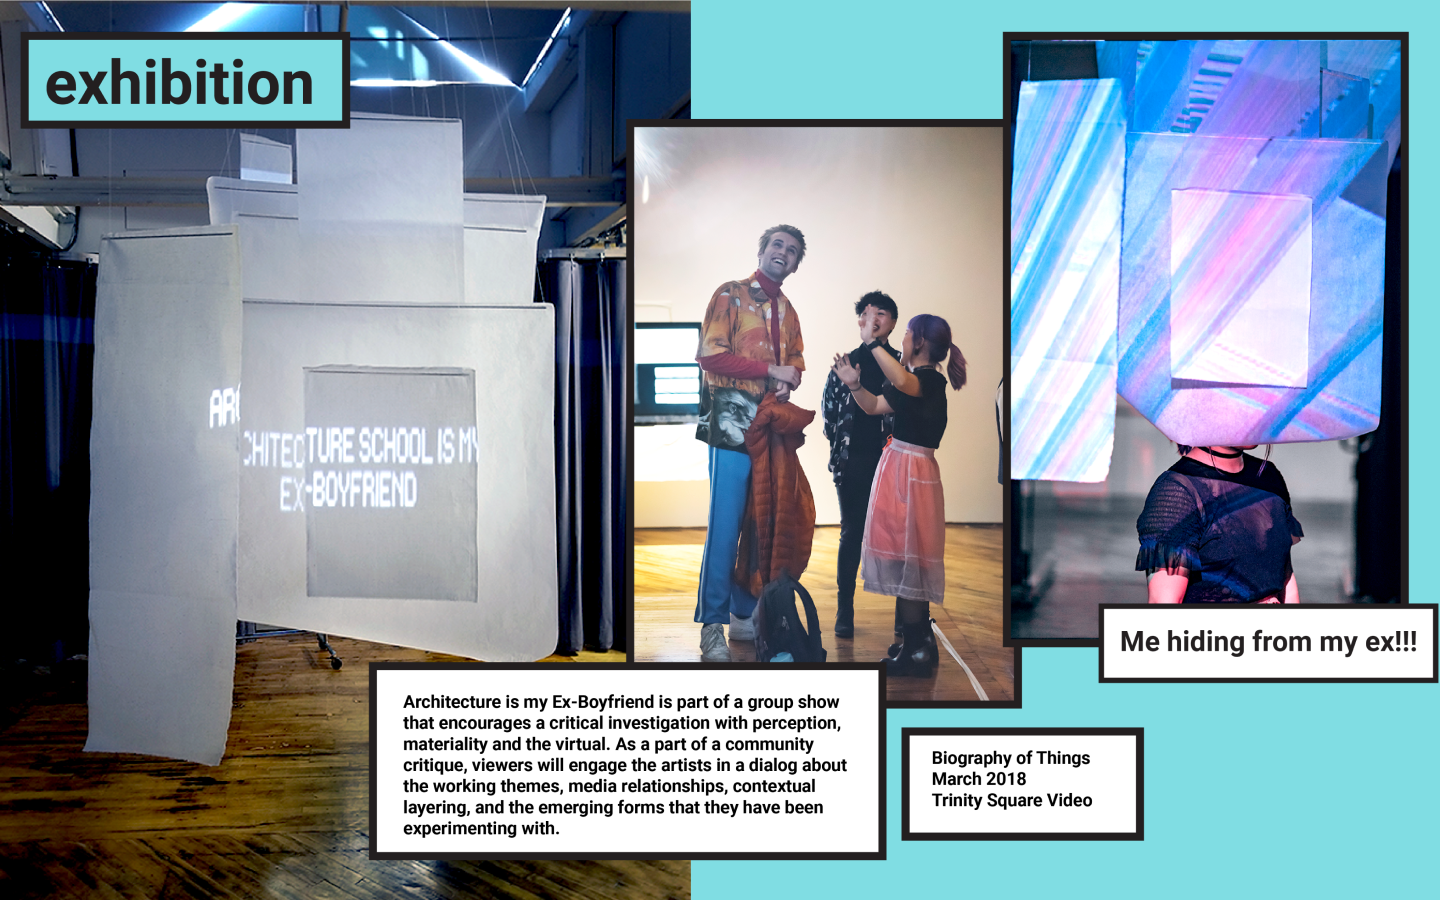 exhibition
ARC
CHITECTURE SCHOOL IS MY
EX-BOYFRIEND
Architecture is my Ex-Boyfriend is part of a group show
that encourages a critical investigation with perception,
materiality and the virtual. As a part of a community
critique, viewers will engage the artists in a dialog about
the working themes, media relationships, contextual
layering, and the emerging forms that they have been
experimenting with.
Me hiding from my ex!!!
Biography of Things
March 2018
Trinity Square Video